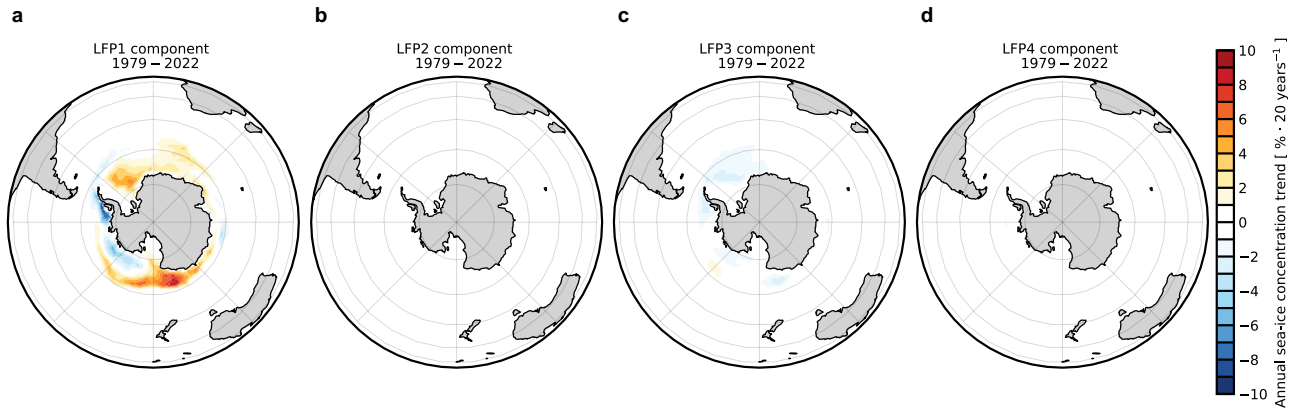 a
b
c
d
LFP1 component
1979 − 2022
LFP2 component
1979 − 2022
LFP3 component
1979 − 2022
LFP4 component
1979 − 2022
10
8
6
4
2
0
−2
−4
−6
−8
−10
Annual sea-ice concentration trend [ % · 20 years⁻¹ ]